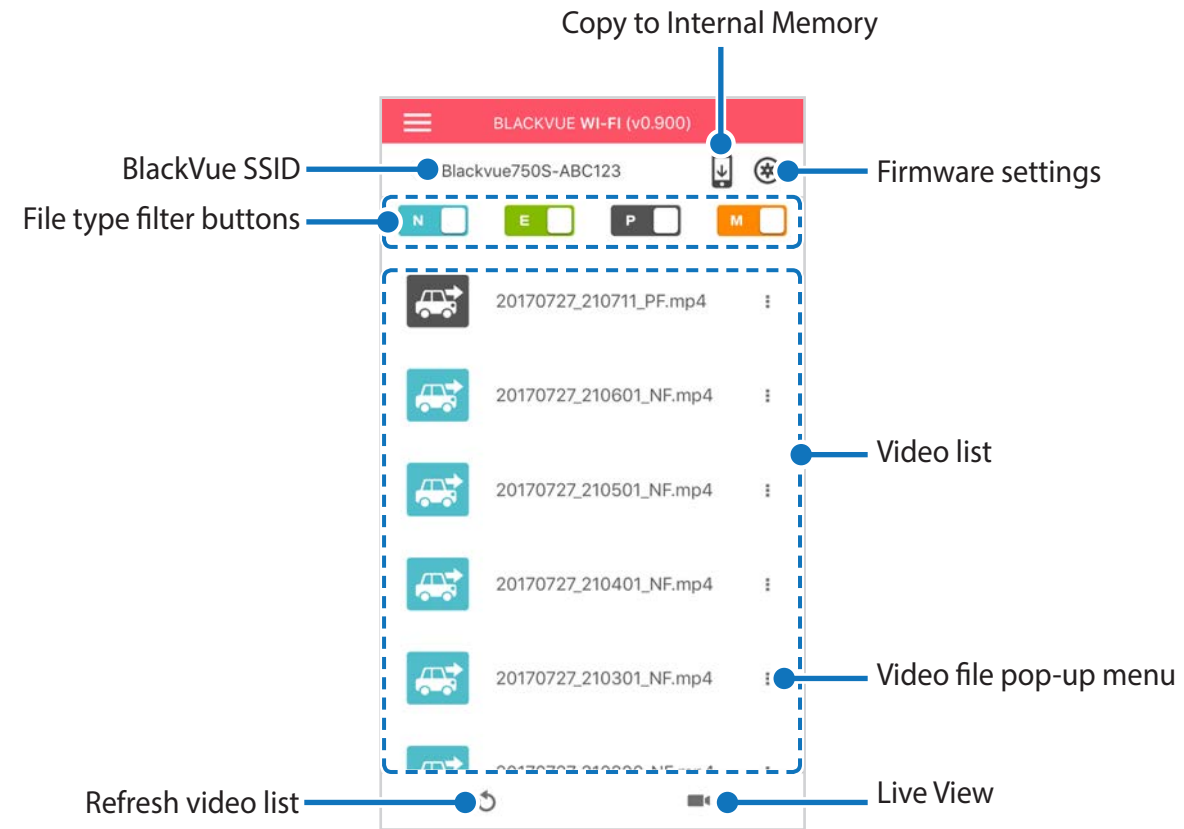 Copy to Internal Memory
BLACKVUE WI-FI (v0.900)
BlackVue SSID
Blackvue750S-ABC123
Firmware settings
File type filter buttons
N E P M
20170727_210711_PF.mp4
20170727_210601_NF.mp4
Video list
20170727_210501_NF.mp4
20170727_210401_NF.mp4
20170727_210301_NF.mp4
Video file pop-up menu
Refresh video list
Live View